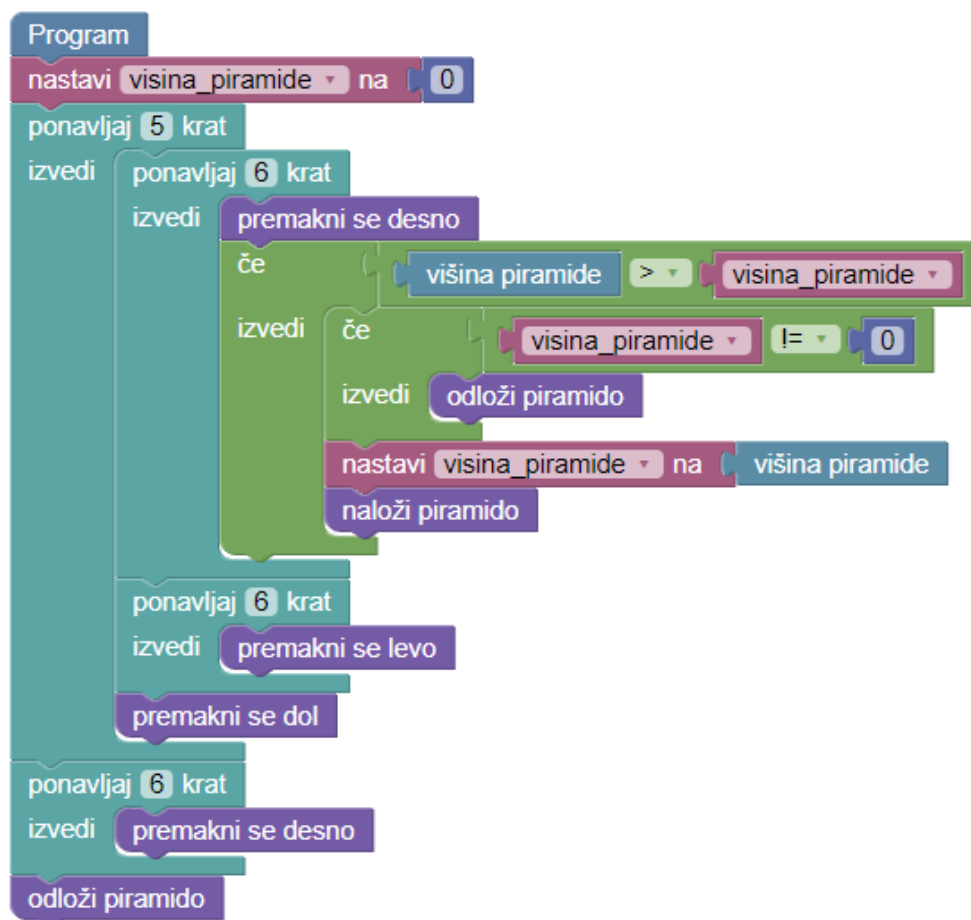 Program
nastavi visina_piramide na 0
ponavljaj 5 krat
izvedi ponavljaj 6 krat
izvedi premakni se desno
če višina piramide > visina_piramide
izvedi če visina_piramide != 0
izvedi odloži piramido
nastavi visina_piramide na višina piramide
naloži piramido
ponavljaj 6 krat
izvedi premakni se levo
premakni se dol
ponavljaj 6 krat
izvedi premakni se desno
odloži piramido